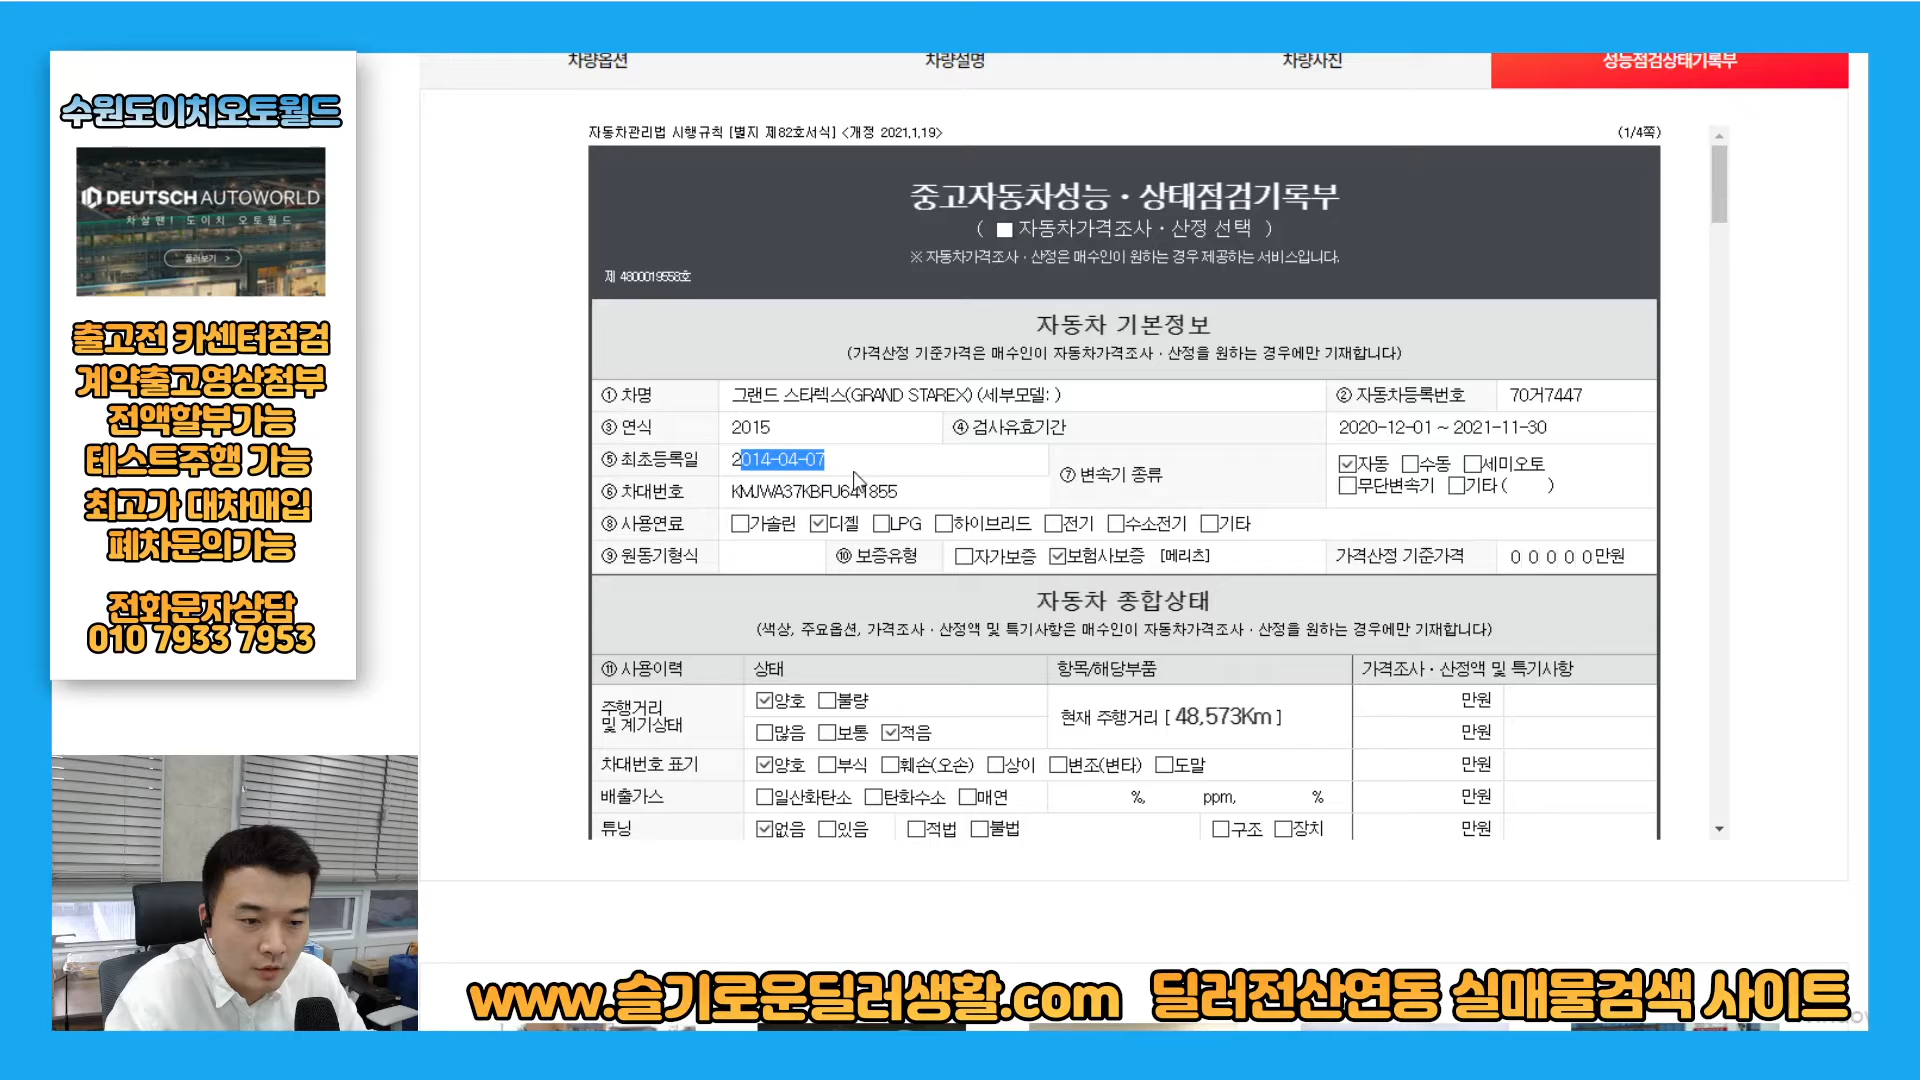 차량옵션 차량설명 차량사진 성능점검상태기록부
수원도이치오토월드
DEUTSCH AUTOWORLD
차살땐! 도이치 오토월드
둘러보기 >
출고전 카센터점검
계약출고영상첨부
전액할부가능
테스트주행 가능
최고가 대차매입
폐차문의가능
전화문자상담
010 7933 7953
자동차관리법 시행규칙 [별지 제82호서식] <개정 2021.1.19> (1/4쪽)
중고자동차성능 · 상태점검기록부
( ■ 자동차가격조사 · 산정 선택 )
※ 자동차가격조사 · 산정은 매수인이 원하는 경우 제공하는 서비스입니다.
제 4800019558호
자동차 기본정보
(가격산정 기준가격은 매수인이 자동차가격조사 · 산정을 원하는 경우에만 기재합니다)
① 차명 그랜드 스타렉스(GRAND STAREX) (세부모델: ) ② 자동차등록번호 70거7447
③ 연식 2015 ④ 검사유효기간 2020-12-01 ~ 2021-11-30
⑤ 최초등록일 2014-04-07 ⑦ 변속기 종류 ☑자동 ☐수동 ☐세미오토
☐무단변속기 ☐기타 ( )
⑥ 차대번호 KMJWA37KBFU641855
⑧ 사용연료 ☐가솔린 ☑디젤 ☐LPG ☐하이브리드 ☐전기 ☐수소전기 ☐기타
⑨ 원동기형식 ⑩ 보증유형 ☐자가보증 ☑보험사보증 [메리츠] 가격산정 기준가격 0 0 0 0 0만원
자동차 종합상태
(색상, 주요옵션, 가격조사 · 산정액 및 특기사항은 매수인이 자동차가격조사 · 산정을 원하는 경우에만 기재합니다)
⑪ 사용이력 상태 항목/해당부품 가격조사 · 산정액 및 특기사항
주행거리 및 계기상태 ☑양호 ☐불량 현재 주행거리 [ 48,573Km ] 만원
☐많음 ☐보통 ☑적음 만원
차대번호 표기 ☑양호 ☐부식 ☐훼손(오손) ☐상이 ☐변조(변타) ☐도말 만원
배출가스 ☐일산화탄소 ☐탄화수소 ☐매연 %, ppm, % 만원
튜닝 ☑없음 ☐있음 ☐적법 ☐불법 ☐구조 ☐장치 만원
www.슬기로운딜러생활.com 딜러전산연동 실매물검색 사이트